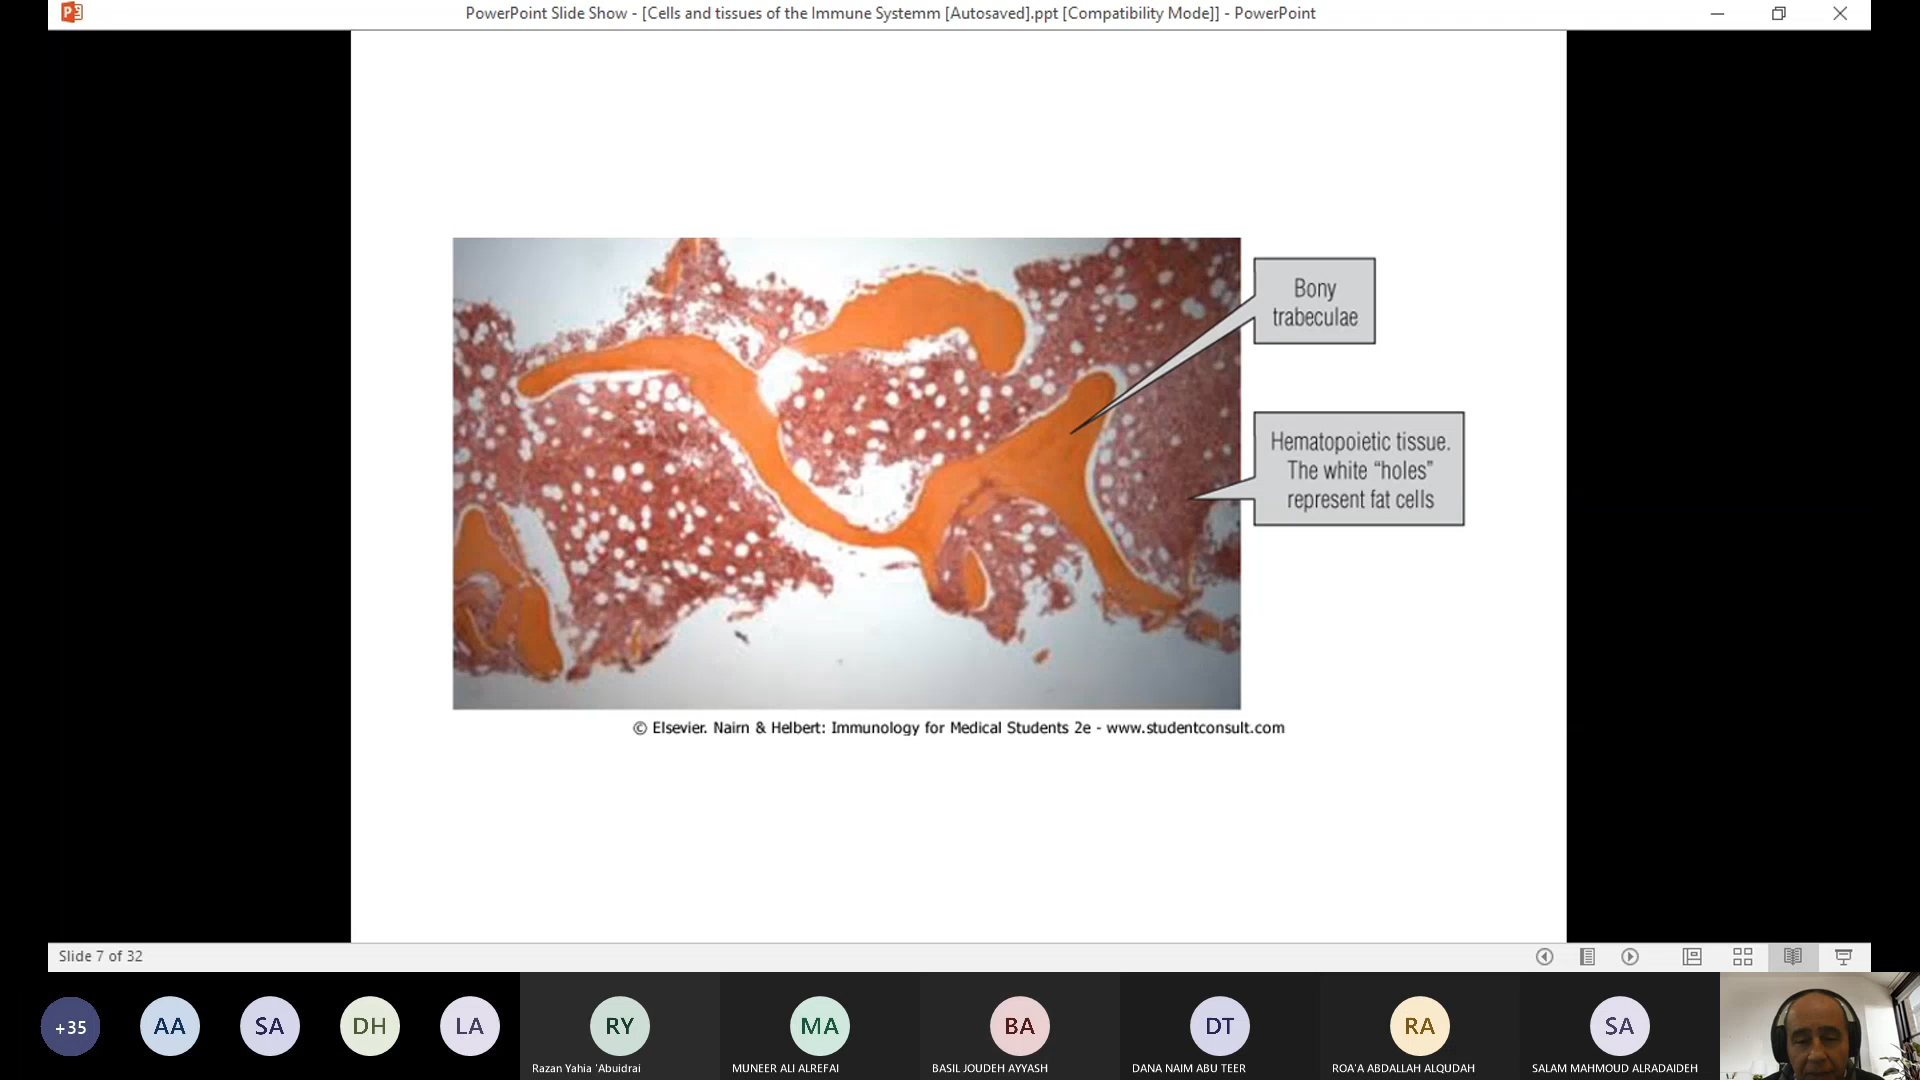 PowerPoint Slide Show - [Cells and tissues of the Immune Systemm [Autosaved].ppt [Compatibility Mode]] - PowerPoint
Bony
trabeculae
Hematopoietic tissue.
The white “holes”
represent fat cells
© Elsevier. Nairn & Helbert: Immunology for Medical Students 2e - www.studentconsult.com
Slide 7 of 32
+35
AA
SA
DH
LA
RY
MA
BA
DT
RA
SA
Razan Yahia 'Abuidrai
MUNEER ALI ALREFAI
BASIL JOUDEH AYYASH
DANA NAIM ABU TEER
ROA'A ABDALLAH ALQUDAH
SALAM MAHMOUD ALRADAIDEH